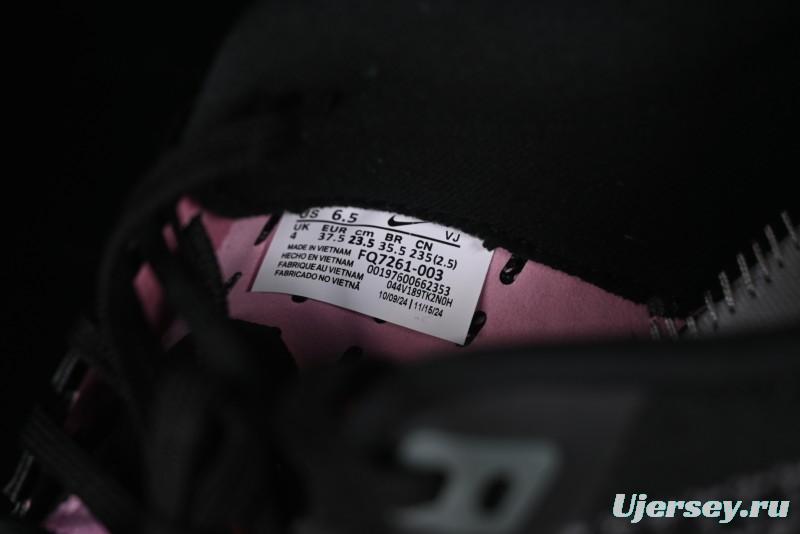 US 6.5 VJ
UK EUR cm BR CN
4 37.5 23.5 35.5 235(2.5)
MADE IN VIETNAM
HECHO EN VIETNAM
FABRIQUE AU VIETNAM
FABRICADO NO VIETNÃ
FQ7261-003
00197600662353
044V189TKZN0H
10/09/24 | 11/15/24
Ujersey.ru